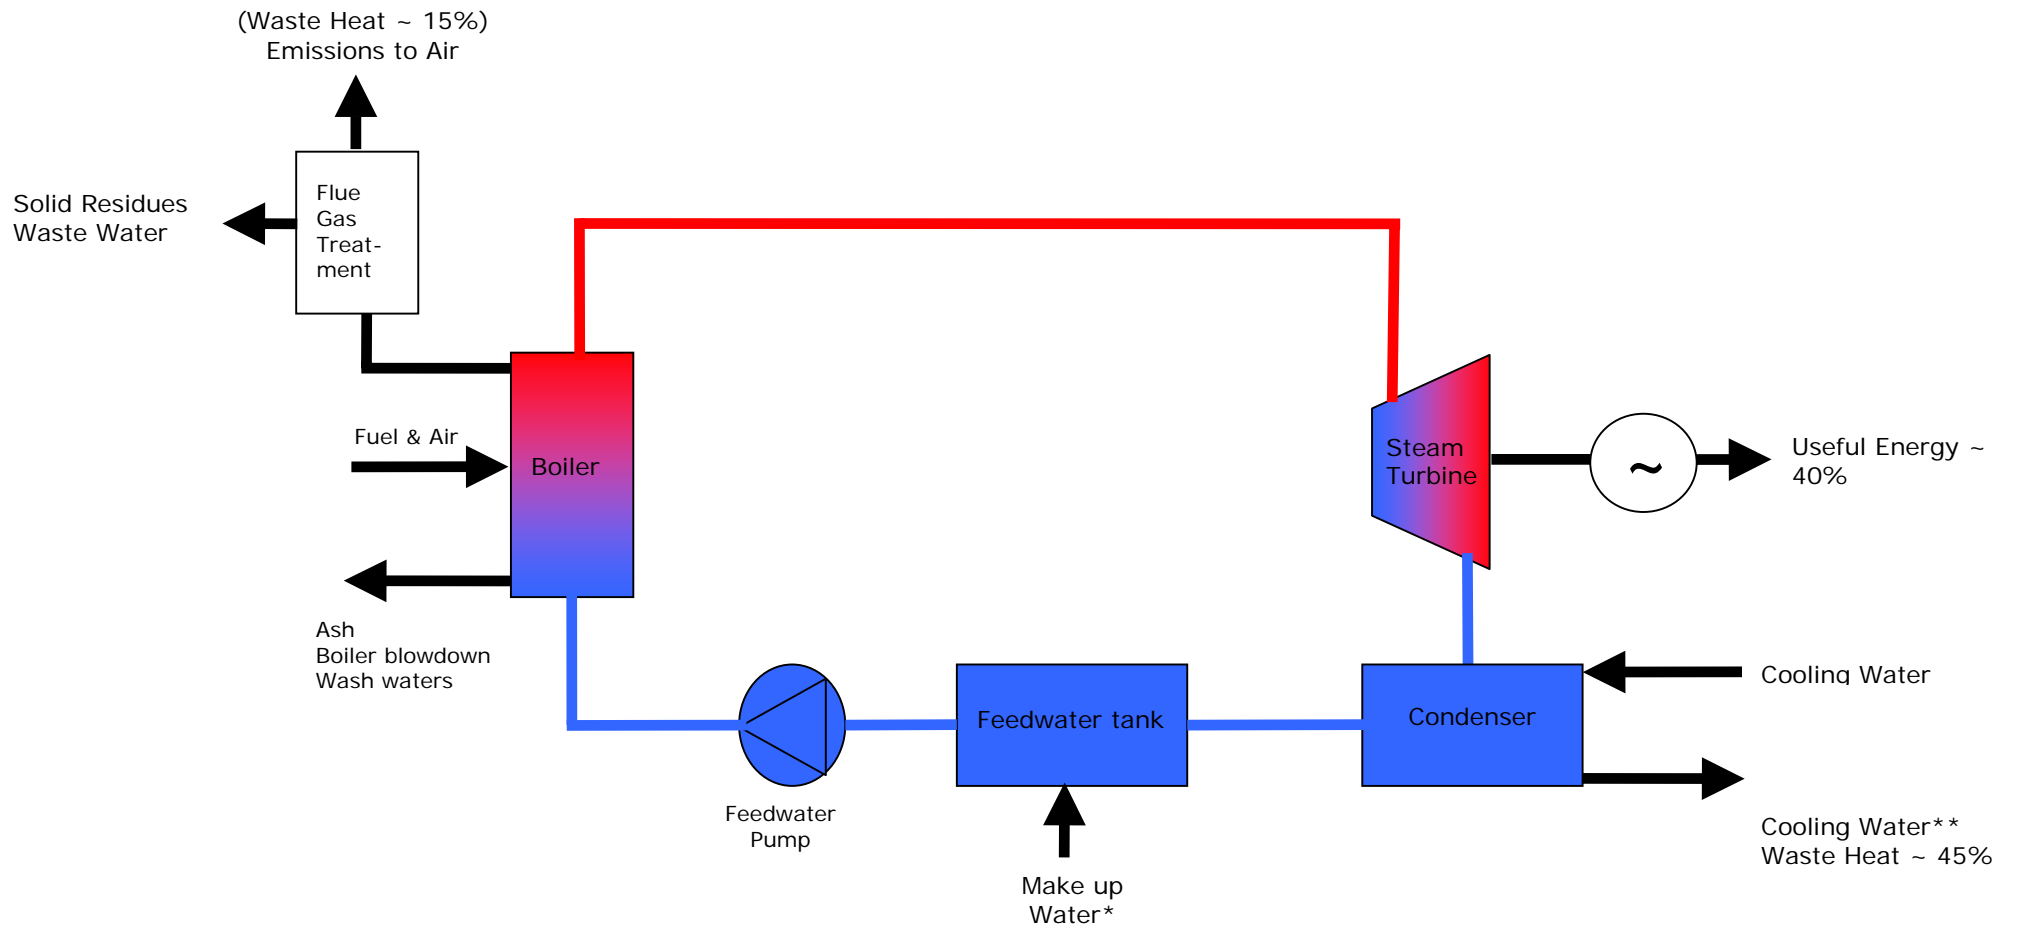 (Waste Heat ~ 15%)
Emissions to Air
Solid Residues
Waste Water
Flue
Gas
Treat-
ment
Fuel & Air
Boiler
Ash
Boiler blowdown
Wash waters
Steam
Turbine
~
Useful Energy ~
40%
Cooling Water
Condenser
Feedwater tank
Feedwater
Pump
Cooling Water**
Waste Heat ~ 45%
Make up
Water*